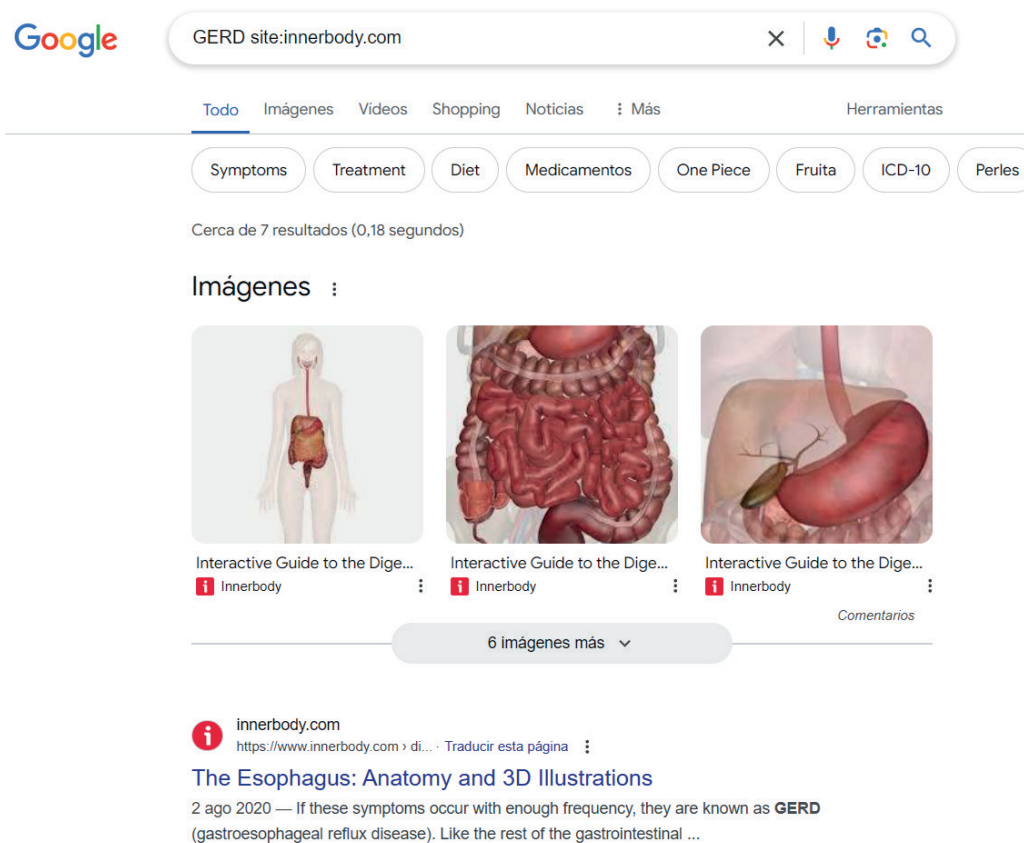 Google
GERD site:innerbody.com
Todo Imágenes Vídeos Shopping Noticias Más Herramientas
Symptoms Treatment Diet Medicamentos One Piece Fruita ICD-10 Perles
Cerca de 7 resultados (0,18 segundos)
Imágenes
Interactive Guide to the Dige... Interactive Guide to the Dige... Interactive Guide to the Dige...
Innerbody Innerbody Innerbody
Comentarios
6 imágenes más
innerbody.com
https://www.innerbody.com › di... · Traducir esta página
The Esophagus: Anatomy and 3D Illustrations
2 ago 2020 — If these symptoms occur with enough frequency, they are known as GERD
(gastroesophageal reflux disease). Like the rest of the gastrointestinal ...